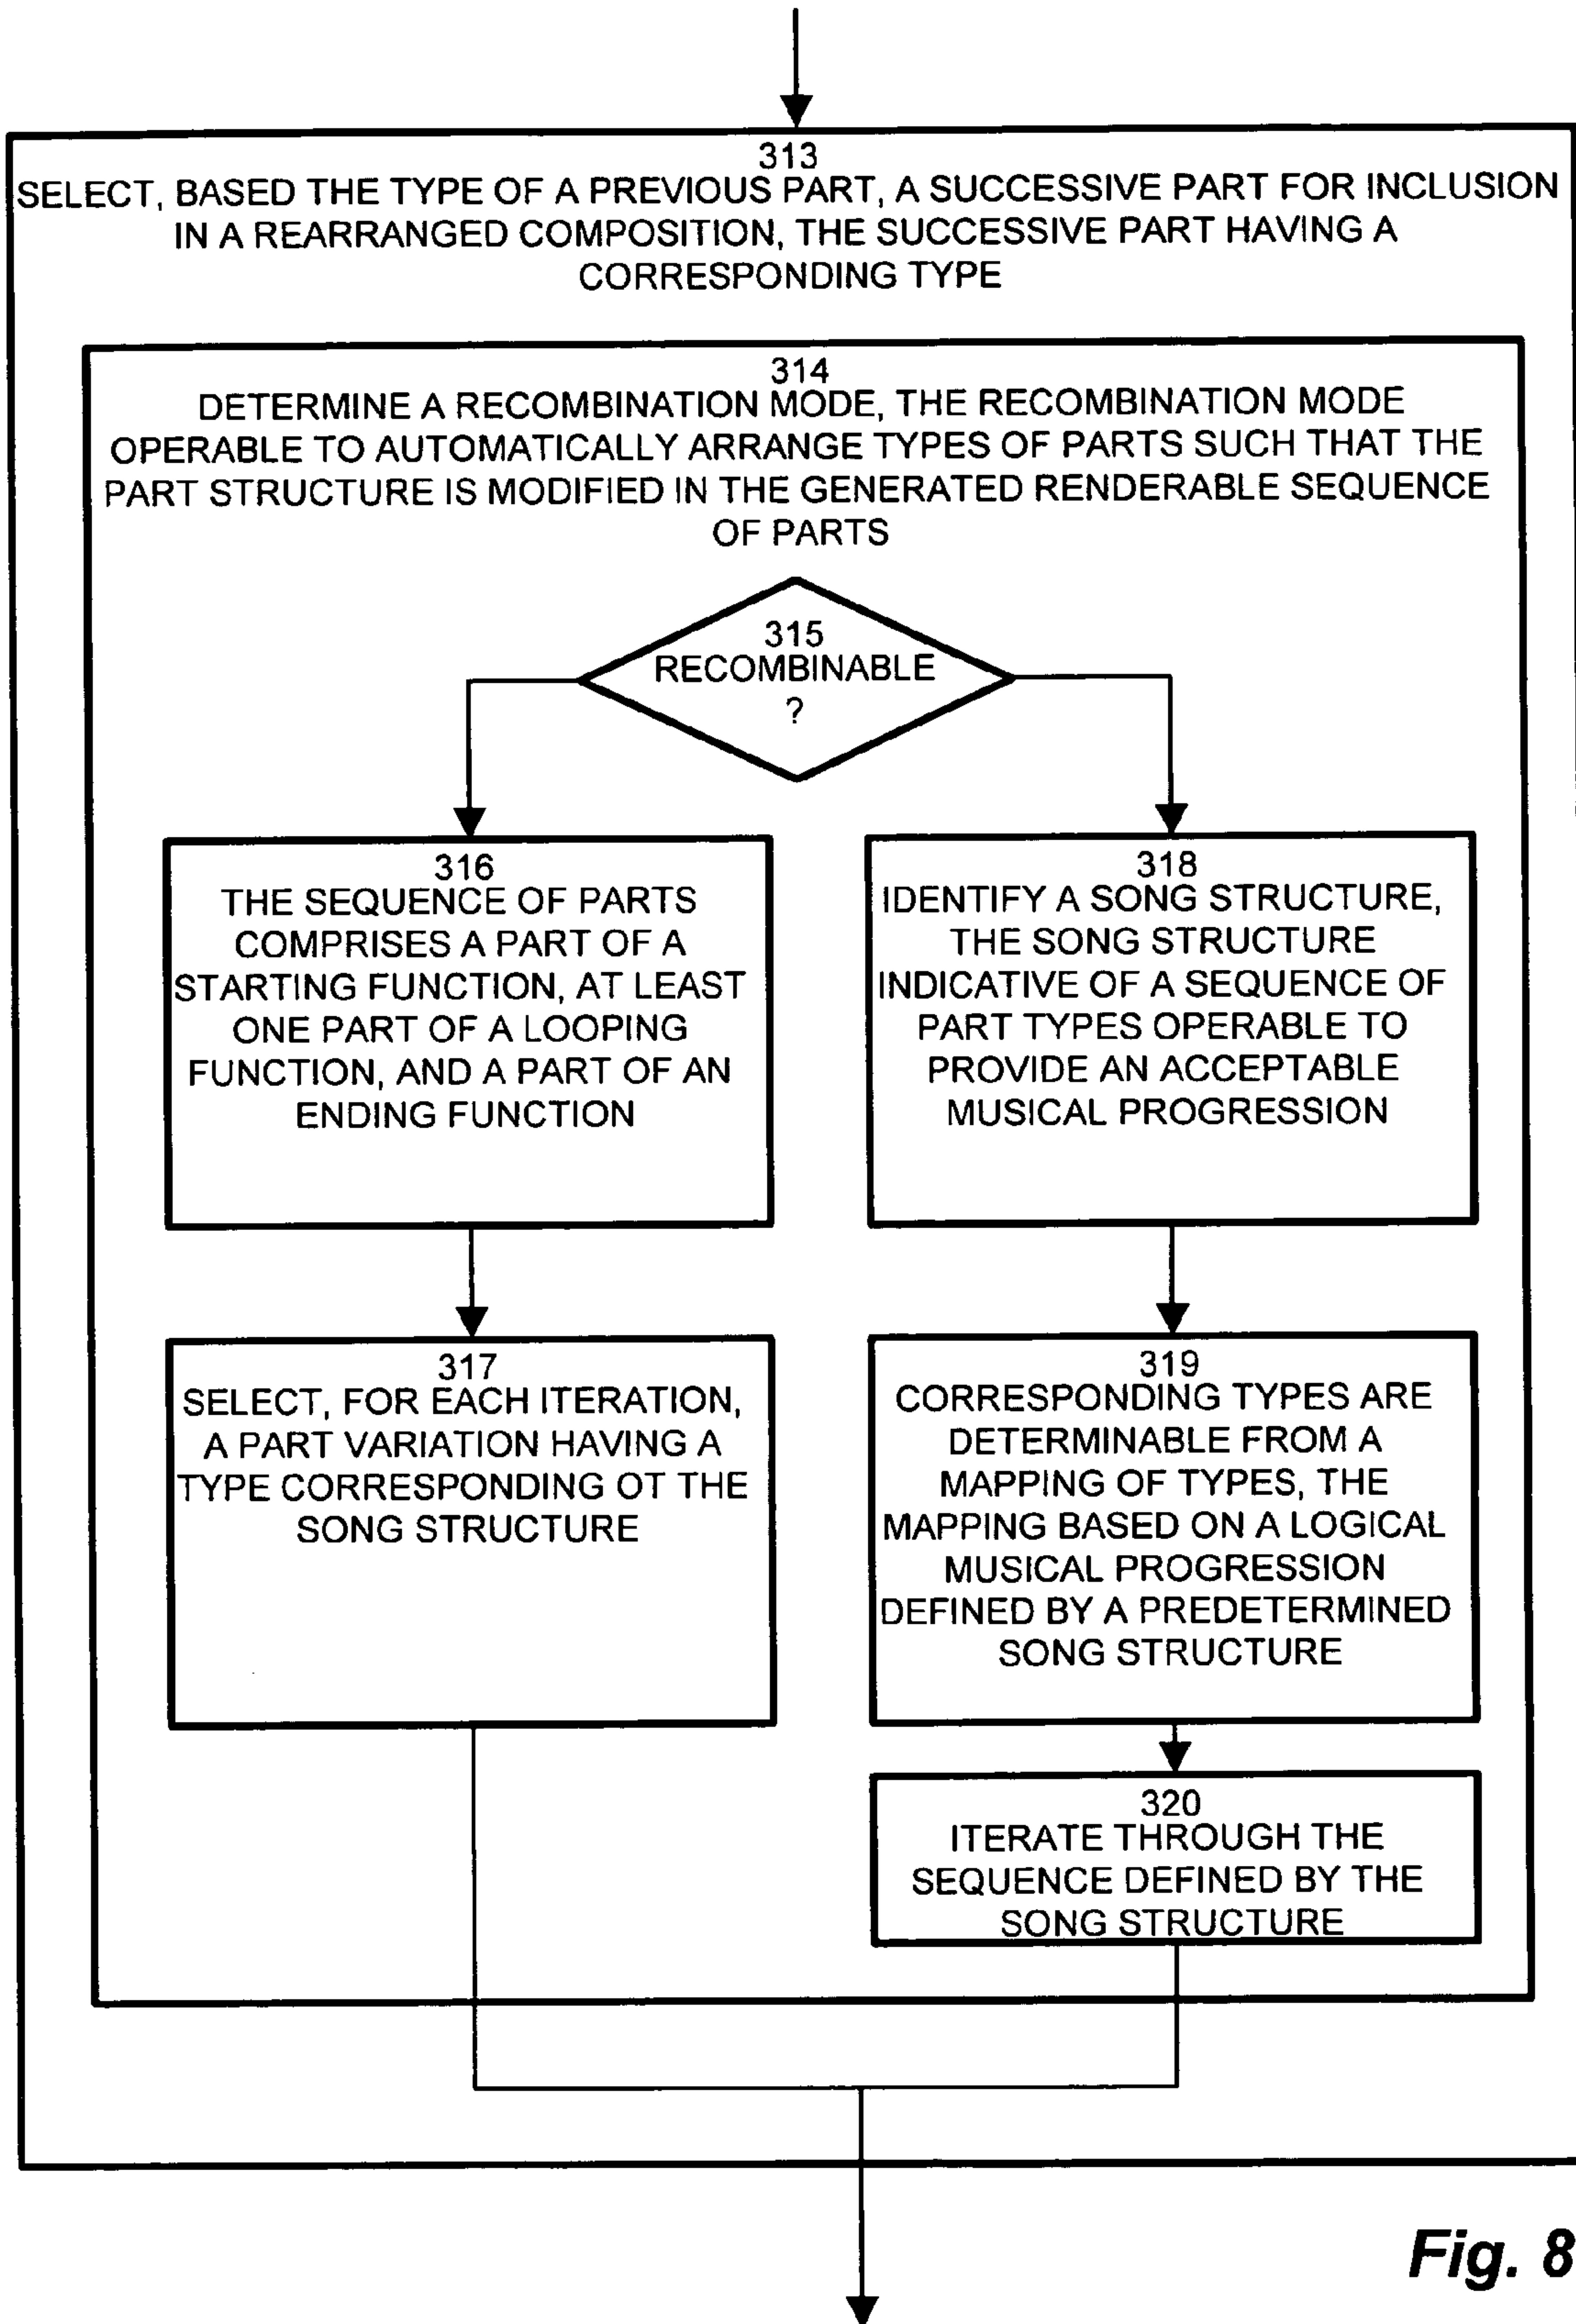 313
SELECT, BASED THE TYPE OF A PREVIOUS PART, A SUCCESSIVE PART FOR INCLUSION
IN A REARRANGED COMPOSITION, THE SUCCESSIVE PART HAVING A
CORRESPONDING TYPE
314
DETERMINE A RECOMBINATION MODE, THE RECOMBINATION MODE
OPERABLE TO AUTOMATICALLY ARRANGE TYPES OF PARTS SUCH THAT THE
PART STRUCTURE IS MODIFIED IN THE GENERATED RENDERABLE SEQUENCE
OF PARTS
315
RECOMBINABLE
?
316
THE SEQUENCE OF PARTS
COMPRISES A PART OF A
STARTING FUNCTION, AT LEAST
ONE PART OF A LOOPING
FUNCTION, AND A PART OF AN
ENDING FUNCTION
317
SELECT, FOR EACH ITERATION,
A PART VARIATION HAVING A
TYPE CORRESPONDING OT THE
SONG STRUCTURE
318
IDENTIFY A SONG STRUCTURE,
THE SONG STRUCTURE
INDICATIVE OF A SEQUENCE OF
PART TYPES OPERABLE TO
PROVIDE AN ACCEPTABLE
MUSICAL PROGRESSION
319
CORRESPONDING TYPES ARE
DETERMINABLE FROM A
MAPPING OF TYPES, THE
MAPPING BASED ON A LOGICAL
MUSICAL PROGRESSION
DEFINED BY A PREDETERMINED
SONG STRUCTURE
320
ITERATE THROUGH THE
SEQUENCE DEFINED BY THE
SONG STRUCTURE
Fig. 8